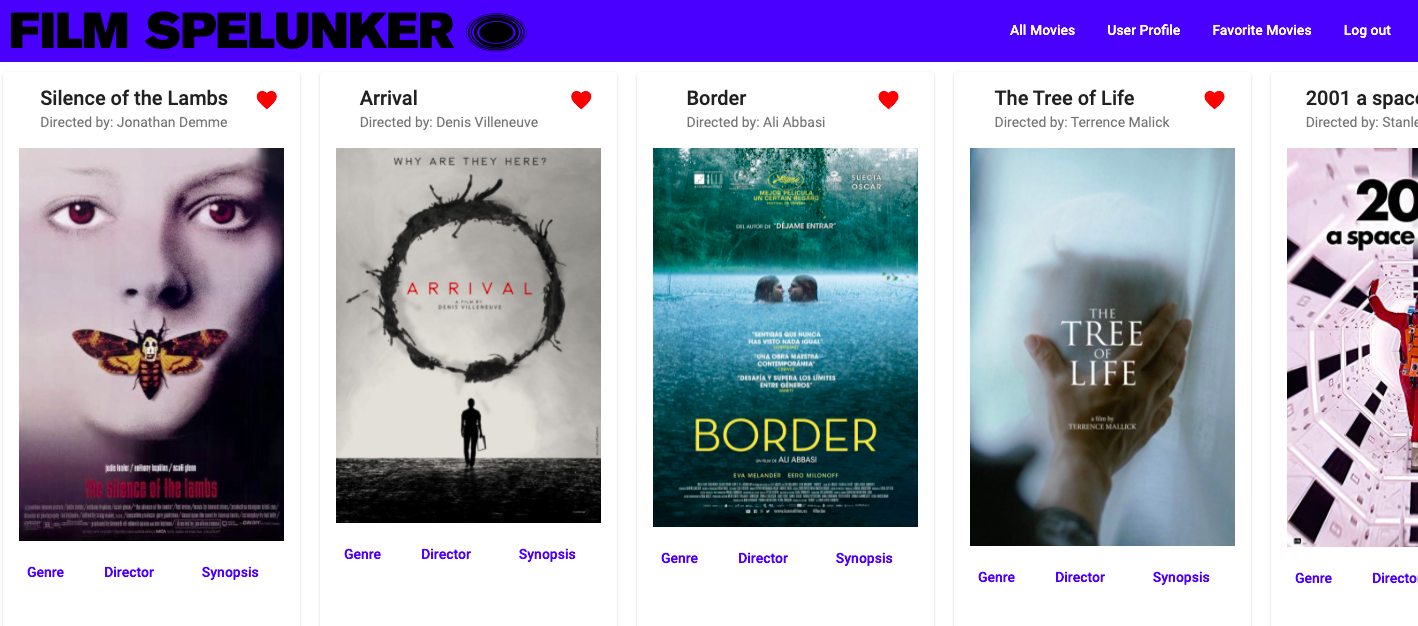 FILM SPELUNKER
All Movies
User Profile
Favorite Movies
Log out
Silence of the Lambs
Directed by: Jonathan Demme
jodie foster / anthony hopkins / scott glenn
the silence of the lambs
Genre
Director
Synopsis
Arrival
Directed by: Denis Villeneuve
WHY ARE THEY HERE?
ARRIVAL
A FILM BY
DENIS VILLENEUVE
Genre
Director
Synopsis
Border
Directed by: Ali Abbasi
SUECIA
OSCAR
MEJOR PELÍCULA
UN CERTAIN REGARD
DEL AUTOR DE "DÉJAME ENTRAR"
"SENTIRÁS QUE NUNCA
HAS VISTO NADA IGUAL"
"UNA OBRA MAESTRA
CONTEMPORÁNEA"
"DESAFÍA Y SUPERA LOS LÍMITES
ENTRE GÉNEROS"
BORDER
UN FILM DE ALI ABBASI
EVA MELANDER EERO MILONOFF
Genre
Director
Synopsis
The Tree of Life
Directed by: Terrence Malick
THE
TREE
OF
LIFE
a film by
TERRENCE MALLICK
Genre
Director
Synopsis
2001 a spac
Directed by: Stanle
20
a space
Genre
Directo